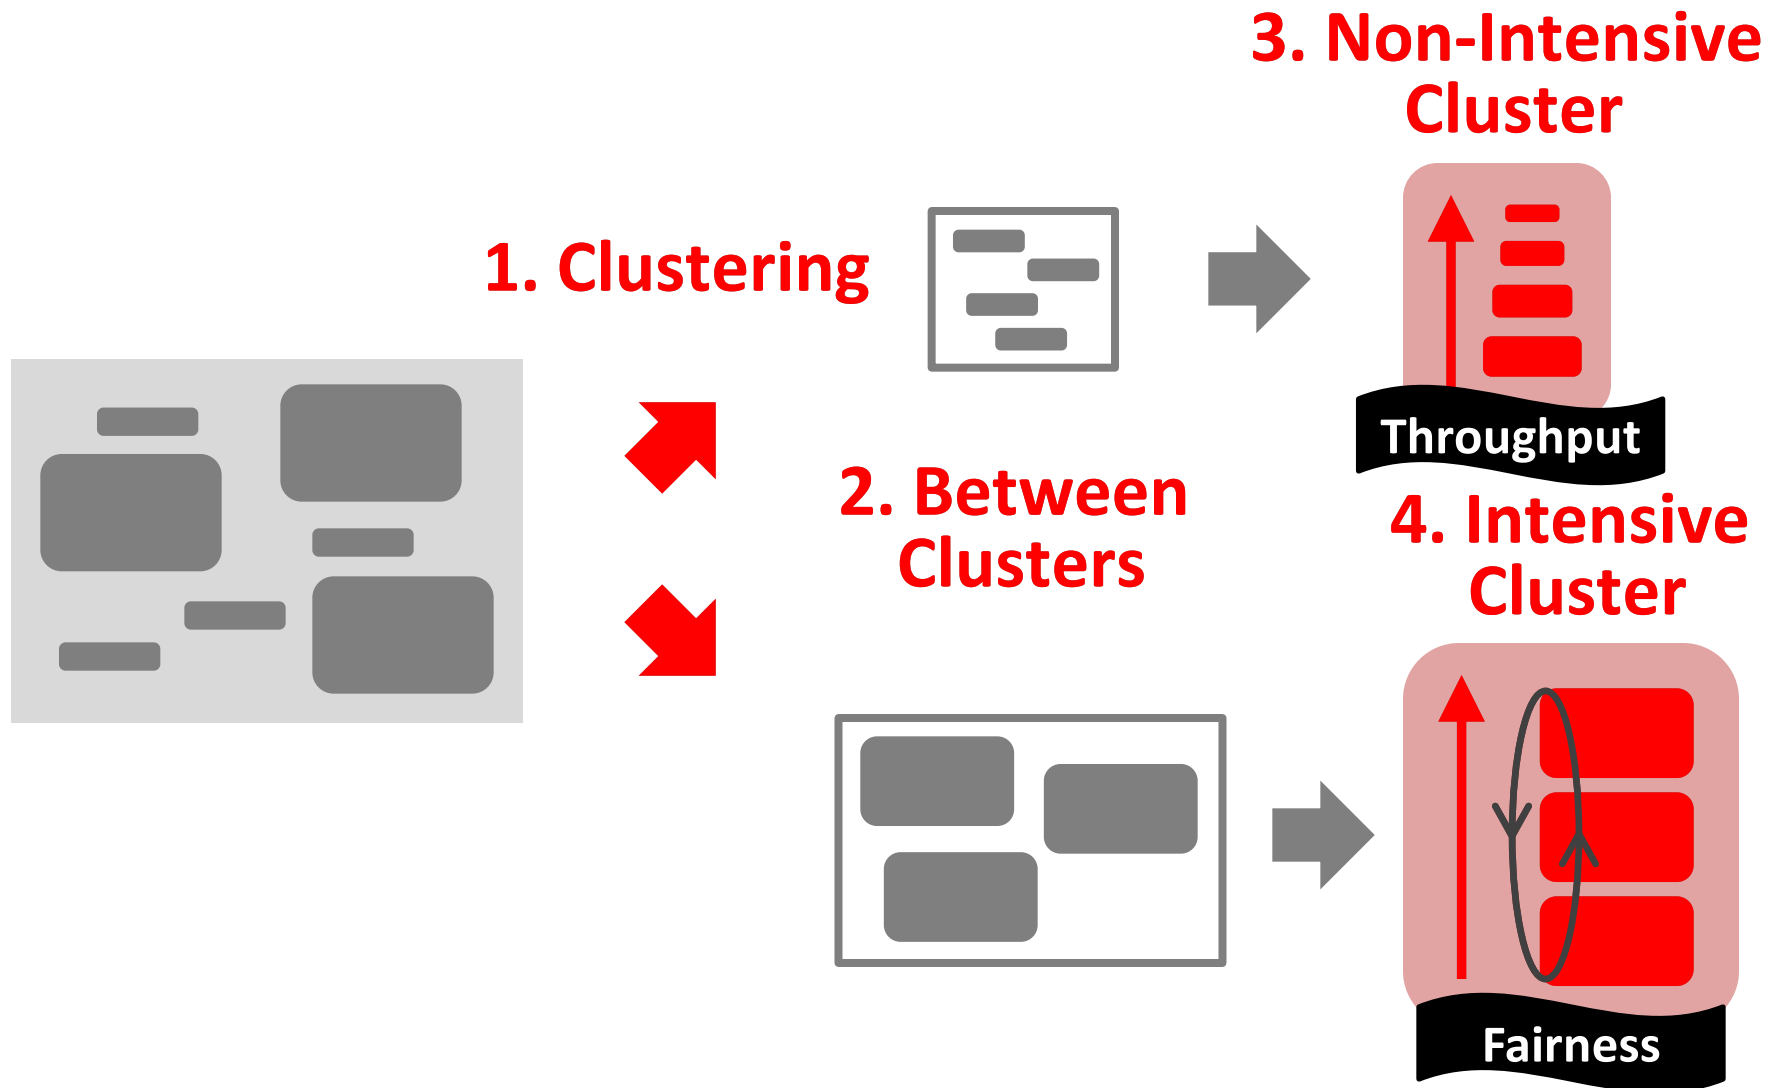 1. Clustering
2. Between
Clusters
3. Non-Intensive
Cluster
Throughput
4. Intensive
Cluster
Fairness